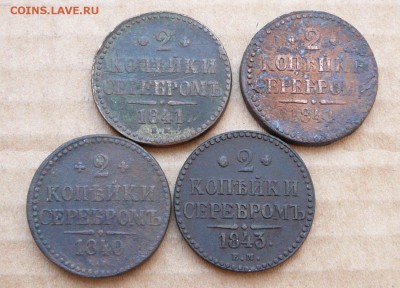 COINS.LAVE.RU
2
КОПѢЙКИ
СЕРЕБРОМЪ
1841.
2
КОПѢЙКИ
СЕРЕБРОМЪ
2
КОПѢЙКИ
СЕРЕБРОМЪ
1840
2
КОПѢЙКИ
СЕРЕБРОМЪ.
1843.
Е.М.